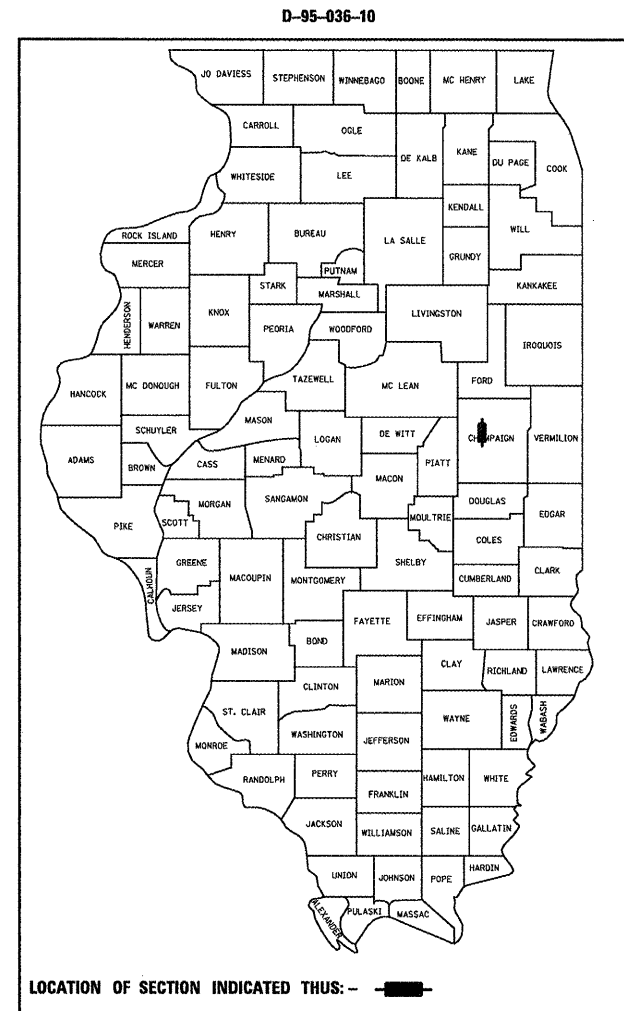 D-95-036-10
JO DAVIESS STEPHENSON WINNEBAGO BOONE MC HENRY LAKE
CARROLL OGLE DE KALB KANE DU PAGE COOK
WHITESIDE LEE KENDALL WILL
ROCK ISLAND HENRY BUREAU LA SALLE GRUNDY
MERCER STARK PUTNAM MARSHALL KANKAKEE
HENDERSON WARREN KNOX PEORIA WOODFORD LIVINGSTON IROQUOIS
HANCOCK MC DONOUGH FULTON TAZEWELL MC LEAN FORD
SCHUYLER MASON LOGAN DE WITT CHAMPAIGN VERMILION
ADAMS BROWN CASS MENARD MACON PIATT
PIKE SCOTT MORGAN SANGAMON CHRISTIAN MOULTRIE DOUGLAS EDGAR
COLES
CALHOUN GREENE MACOUPIN MONTGOMERY SHELBY CUMBERLAND CLARK
JERSEY BOND FAYETTE EFFINGHAM JASPER CRAWFORD
MADISON CLINTON MARION CLAY RICHLAND LAWRENCE
ST. CLAIR WASHINGTON JEFFERSON WAYNE EDWARDS WABASH
MONROE
RANDOLPH PERRY FRANKLIN HAMILTON WHITE
JACKSON WILLIAMSON SALINE GALLATIN
UNION JOHNSON POPE HARDIN
ALEXANDER PULASKI MASSAC
LOCATION OF SECTION INDICATED THUS: -